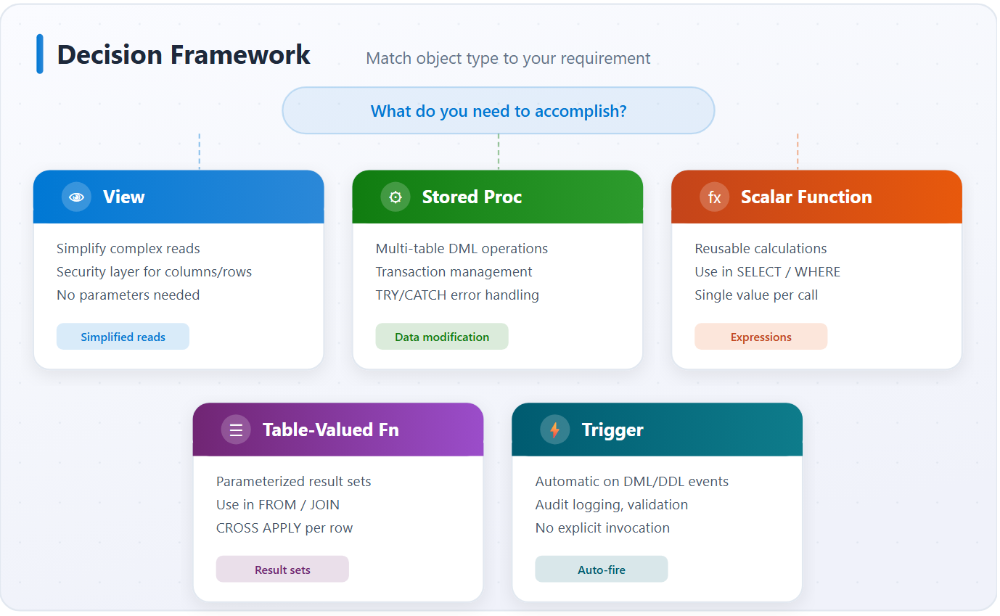 Decision Framework
Match object type to your requirement
What do you need to accomplish?
View
Simplify complex reads
Security layer for columns/rows
No parameters needed
Simplified reads
Stored Proc
Multi-table DML operations
Transaction management
TRY/CATCH error handling
Data modification
fx
Scalar Function
Reusable calculations
Use in SELECT / WHERE
Single value per call
Expressions
Table-Valued Fn
Parameterized result sets
Use in FROM / JOIN
CROSS APPLY per row
Result sets
Trigger
Automatic on DML/DDL events
Audit logging, validation
No explicit invocation
Auto-fire